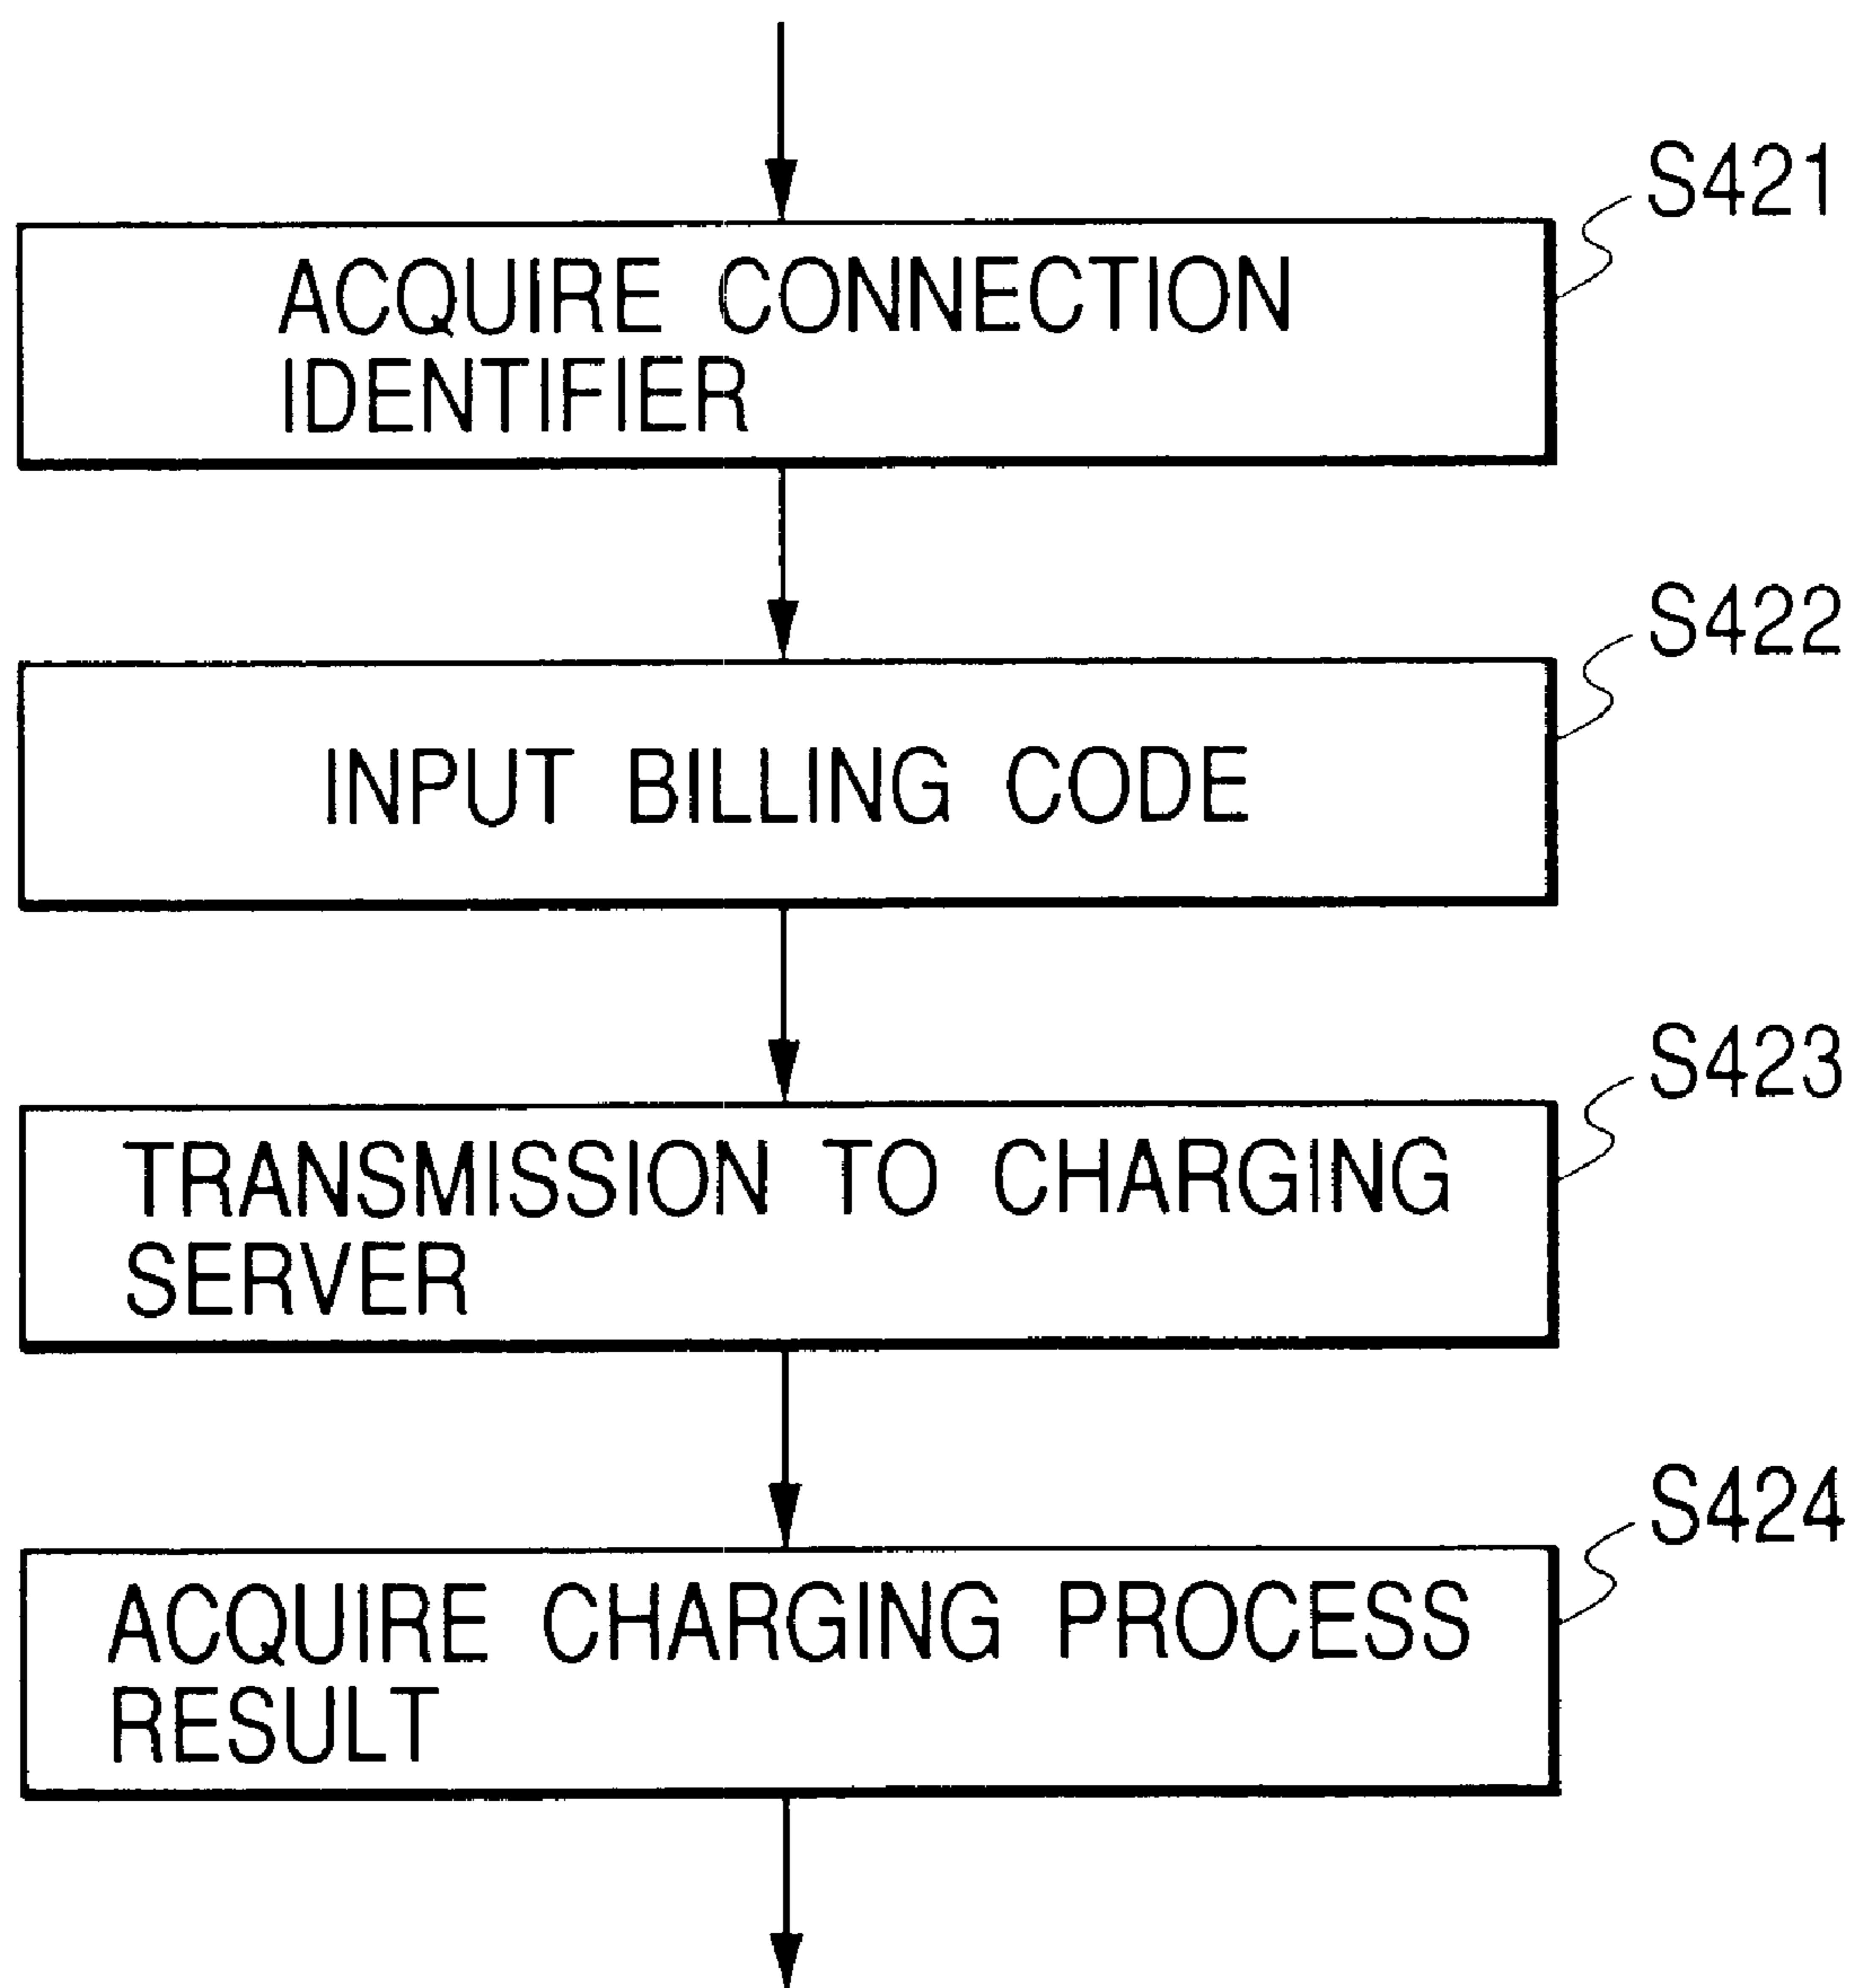 S421
ACQUIRE CONNECTION
IDENTIFIER
S422
INPUT BILLING CODE
S423
TRANSMISSION TO CHARGING
SERVER
S424
ACQUIRE CHARGING PROCESS
RESULT